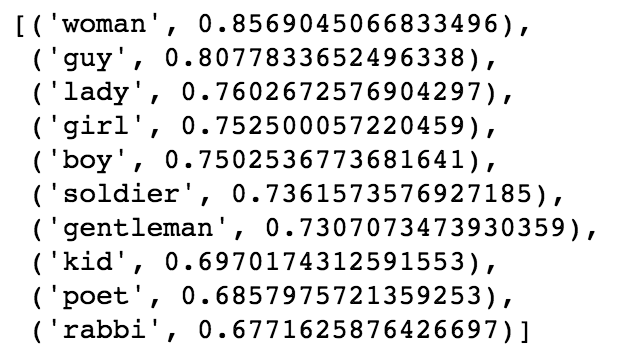 [('woman', 0.8569045066833496),
('guy', 0.8077833652496338),
('lady', 0.7602672576904297),
('girl', 0.752500057220459),
('boy', 0.7502536773681641),
('soldier', 0.7361573576927185),
('gentleman', 0.7307073473930359),
('kid', 0.6970174312591553),
('poet', 0.6857975721359253),
('rabbi', 0.6771625876426697)]